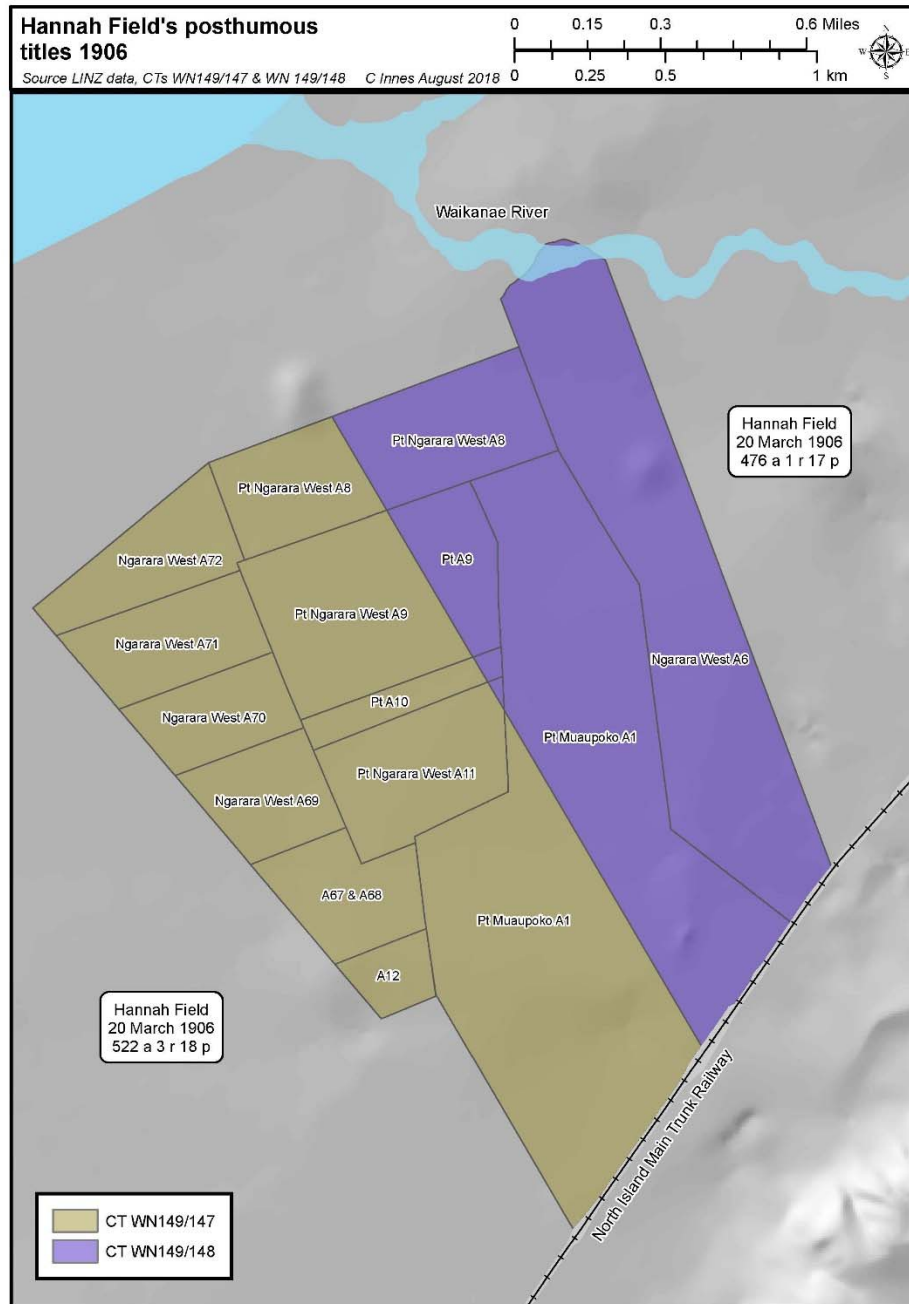 Hannah Field's posthumous
titles 1906
Source LINZ data, CTs WN149/147 & WN 149/148 C Innes August 2018
0 0.15 0.3 0.6 Miles
0 0.25 0.5 1 km
N
W E
S
Waikanae River
Hannah Field
20 March 1906
476 a 1 r 17 p
Pt Ngarara West A8
Pt Ngarara West A8
Ngarara West A72
Pt A9
Pt Ngarara West A9
Ngarara West A71
Ngarara West A6
Pt A10
Ngarara West A70
Pt Muaupoko A1
Pt Ngarara West A11
Ngarara West A69
A67 & A68
Pt Muaupoko A1
A12
Hannah Field
20 March 1906
522 a 3 r 18 p
North Island Main Trunk Railway
CT WN149/147
CT WN149/148